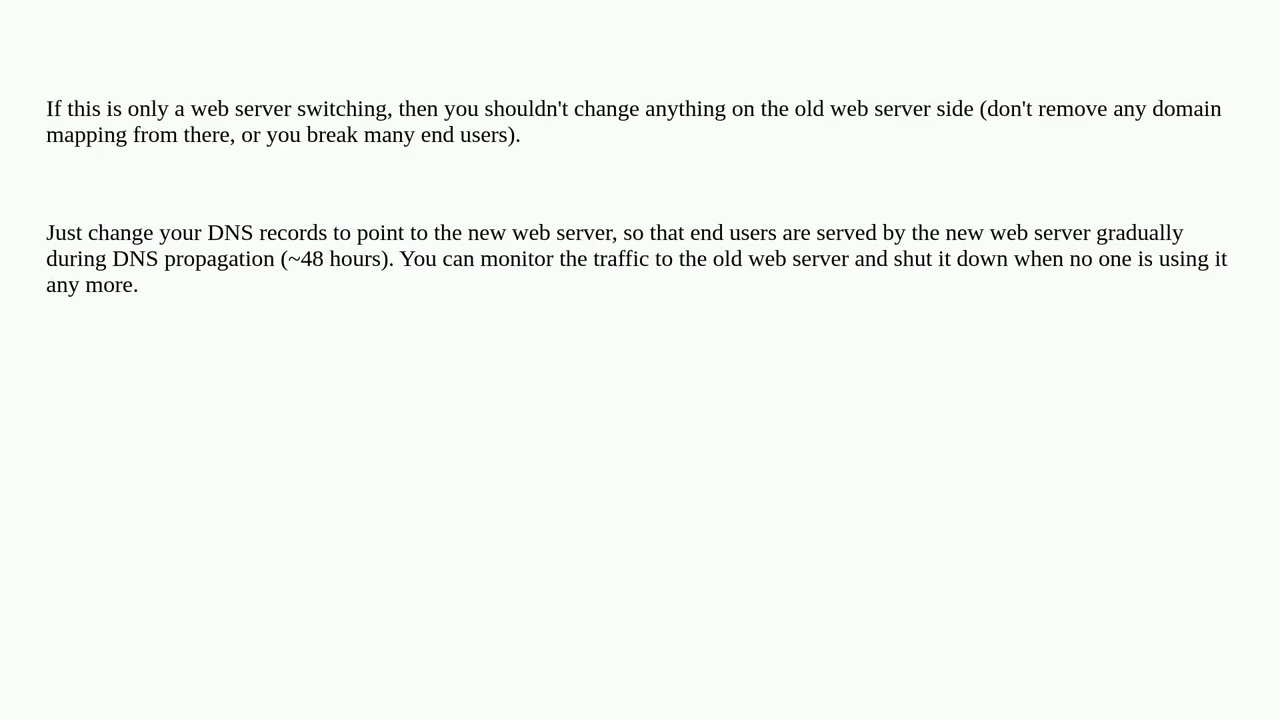 If this is only a web server switching, then you shouldn't change anything on the old web server side (don't remove any domain
mapping from there, or you break many end users).
Just change your DNS records to point to the new web server, so that end users are served by the new web server gradually
during DNS propagation (~48 hours). You can monitor the traffic to the old web server and shut it down when no one is using it
any more.